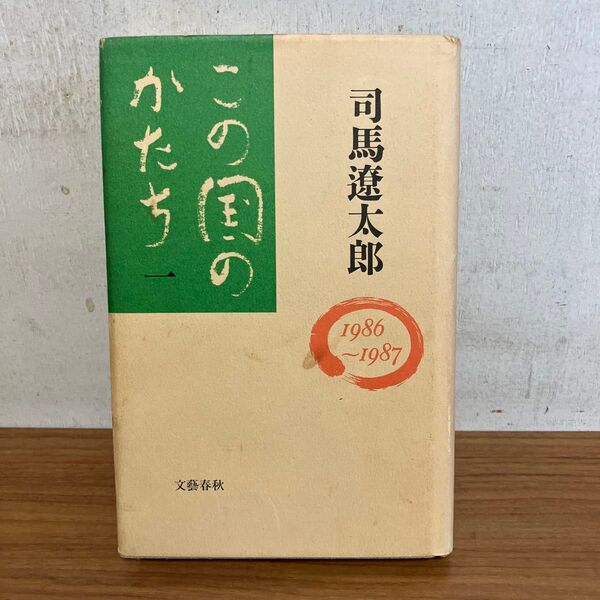 司馬遼太郎
この国の
かたち 一
1986
〜1987
文藝春秋